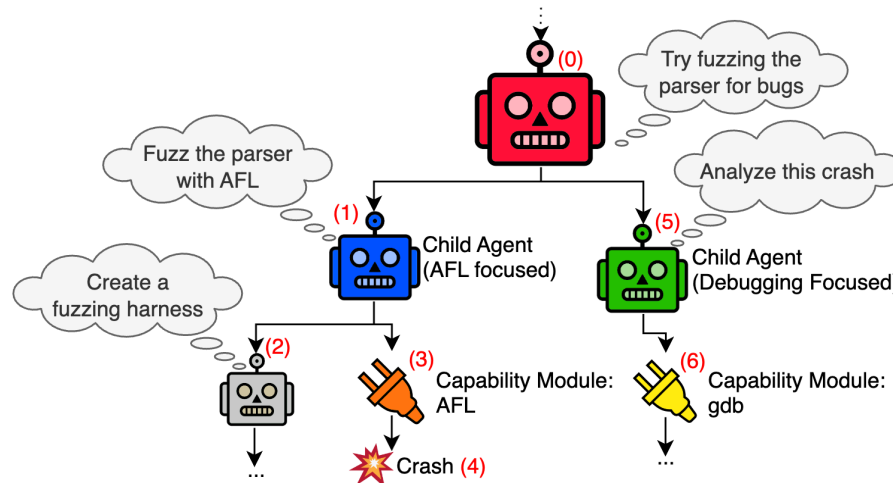 (0)
Try fuzzing the
parser for bugs
Fuzz the parser
with AFL
(1)
Child Agent
(AFL focused)
Analyze this crash
(5)
Child Agent
(Debugging Focused)
Create a
fuzzing harness
(2)
...
(3)
Capability Module:
AFL
Crash (4)
(6)
Capability Module:
gdb
...